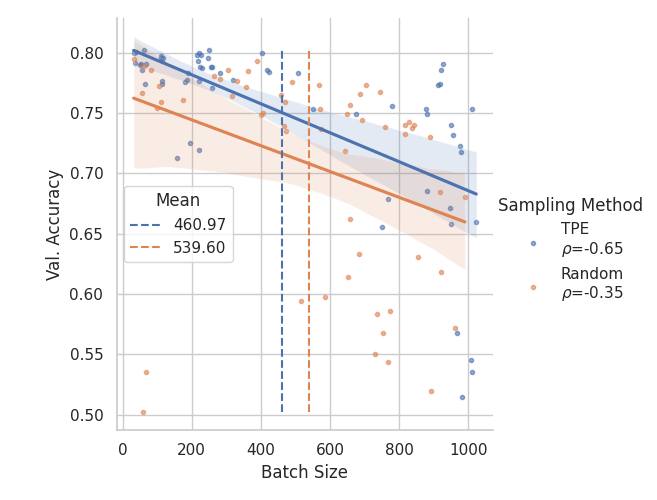 0.80
0.75
0.70
0.65
0.60
0.55
0.50
Val. Accuracy
0
200
400
600
800
1000
Batch Size
Mean
460.97
539.60
Sampling Method
TPE
ρ=-0.65
Random
ρ=-0.35